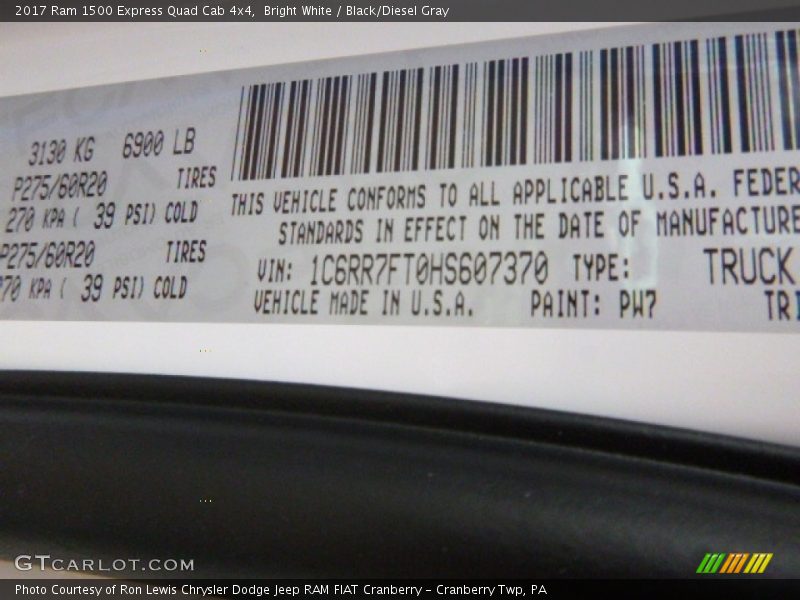 2017 Ram 1500 Express Quad Cab 4x4,  Bright White / Black/Diesel Gray
3130 KG 6900 LB
P275/60R20 TIRES
270 KPA ( 39 PSI) COLD
P275/60R20 TIRES
270 KPA ( 39 PSI) COLD
THIS VEHICLE CONFORMS TO ALL APPLICABLE U.S.A. FEDER
STANDARDS IN EFFECT ON THE DATE OF MANUFACTURE
VIN: 1C6RR7FT0HS607370 TYPE: TRUCK
VEHICLE MADE IN U.S.A. PAINT: PW7 TRI
GTCARLOT.COM
Photo Courtesy of Ron Lewis Chrysler Dodge Jeep RAM FIAT Cranberry - Cranberry Twp, PA